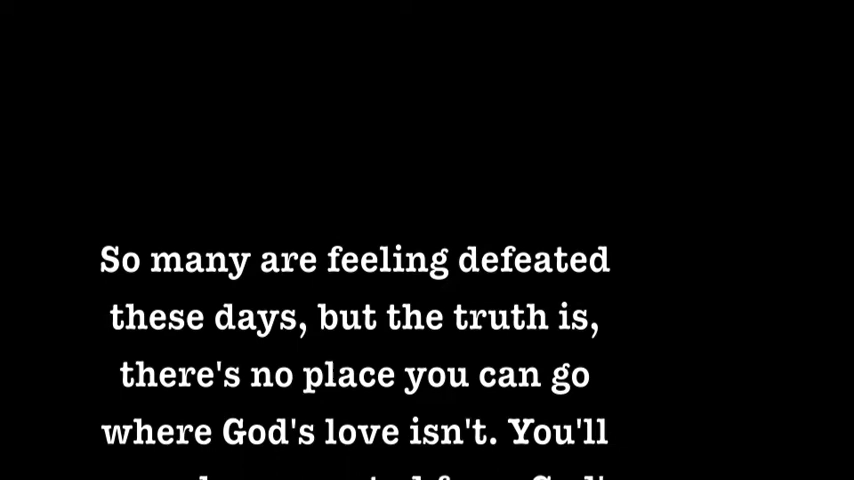 So many are feeling defeated
these days, but the truth is,
there's no place you can go
where God's love isn't. You'll